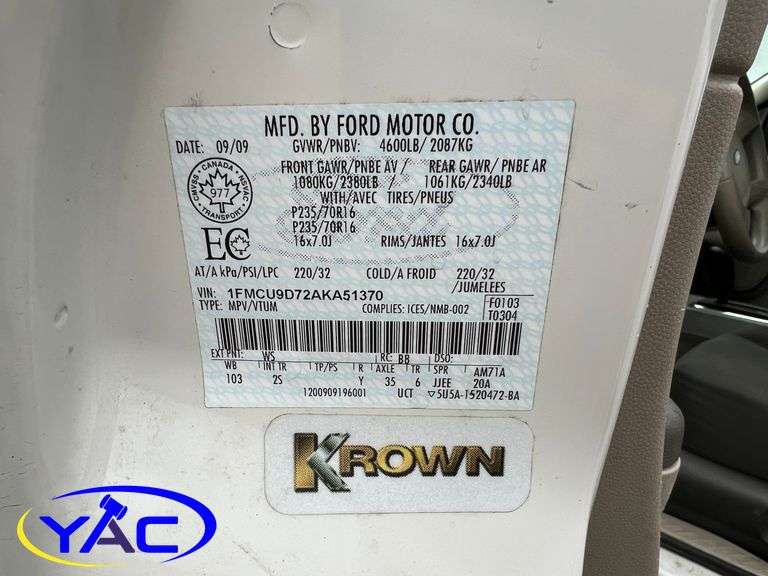 MFD. BY FORD MOTOR CO.
DATE: 09/09 GVWR/PNBV: 4600LB/ 2087KG
FRONT GAWR/PNBE AV / REAR GAWR/ PNBE AR
1080KG/2380LB / 1061KG/2340LB
WITH/AVEC TIRES/PNEUS
P235/70R16
P235/70R16
16x7.0J RIMS/JANTES 16x7.0J
CANADA
CMVSS NSVAC
977
TRANSPORT
EC
AT/A kPa/PSI/LPC 220/32 COLD/A FROID 220/32
/JUMELEES
VIN: 1FMCU9D72AKA51370
TYPE: MPV/VTUM COMPLIES: ICES/NMB-002
F0103
T0304
EXT PNT: WS RC: BB DSO:
WB INT TR TP/PS R AXLE TR SPR AM71A
103 2S Y 35 6 JJEE 20A
1200909196001 UCT ▽5U5A-1520472-BA
KROWN
YAC